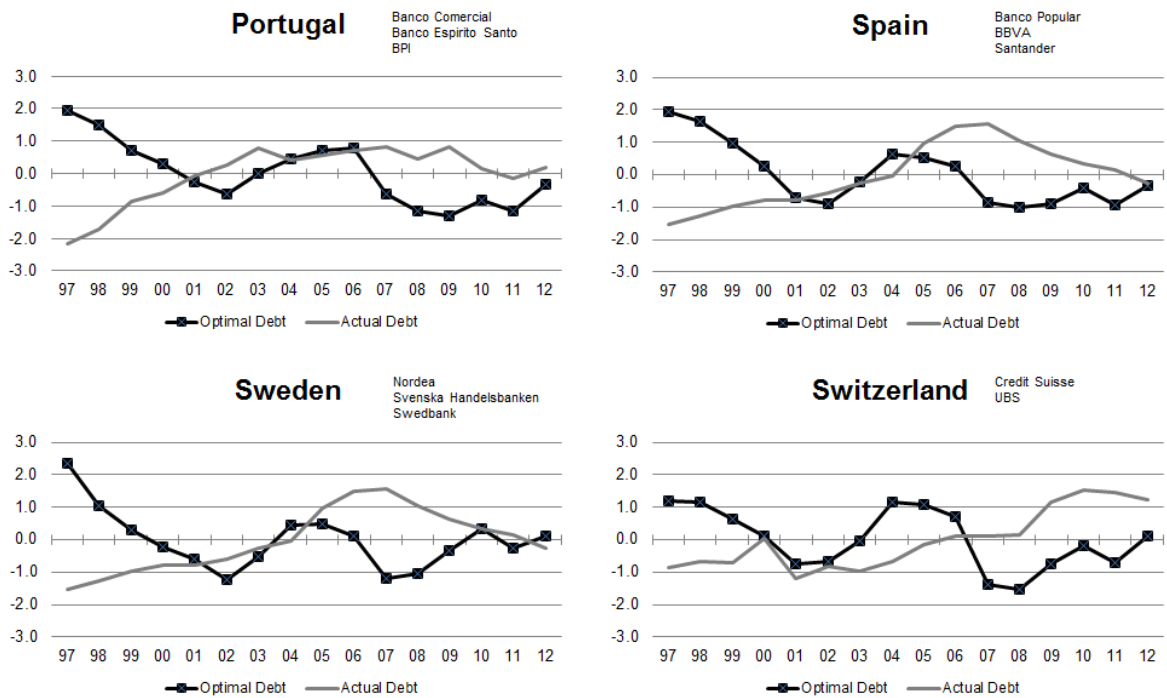 Portugal
Banco Comercial
Banco Espirito Santo
BPI
3.0
2.0
1.0
0.0
-1.0
-2.0
-3.0
97 98 99 00 01 02 03 04 05 06 07 08 09 10 11 12
Optimal Debt Actual Debt
Spain
Banco Popular
BBVA
Santander
3.0
2.0
1.0
0.0
-1.0
-2.0
-3.0
97 98 99 00 01 02 03 04 05 06 07 08 09 10 11 12
Optimal Debt Actual Debt
Sweden
Nordea
Svenska Handelsbanken
Swedbank
3.0
2.0
1.0
0.0
-1.0
-2.0
-3.0
97 98 99 00 01 02 03 04 05 06 07 08 09 10 11 12
Optimal Debt Actual Debt
Switzerland
Credit Suisse
UBS
3.0
2.0
1.0
0.0
-1.0
-2.0
-3.0
97 98 99 00 01 02 03 04 05 06 07 08 09 10 11 12
Optimal Debt Actual Debt